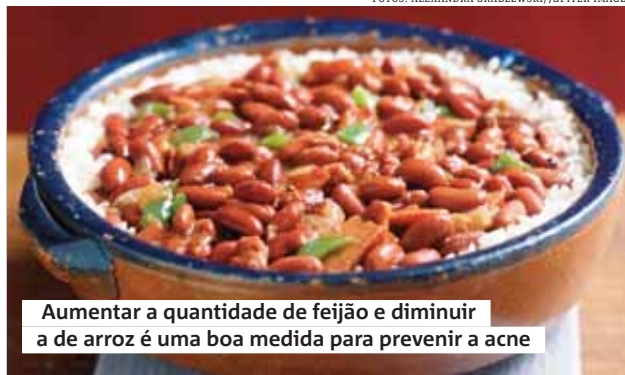 Aumentar a quantidade de feijão e diminuir
a de arroz é uma boa medida para prevenir a acne